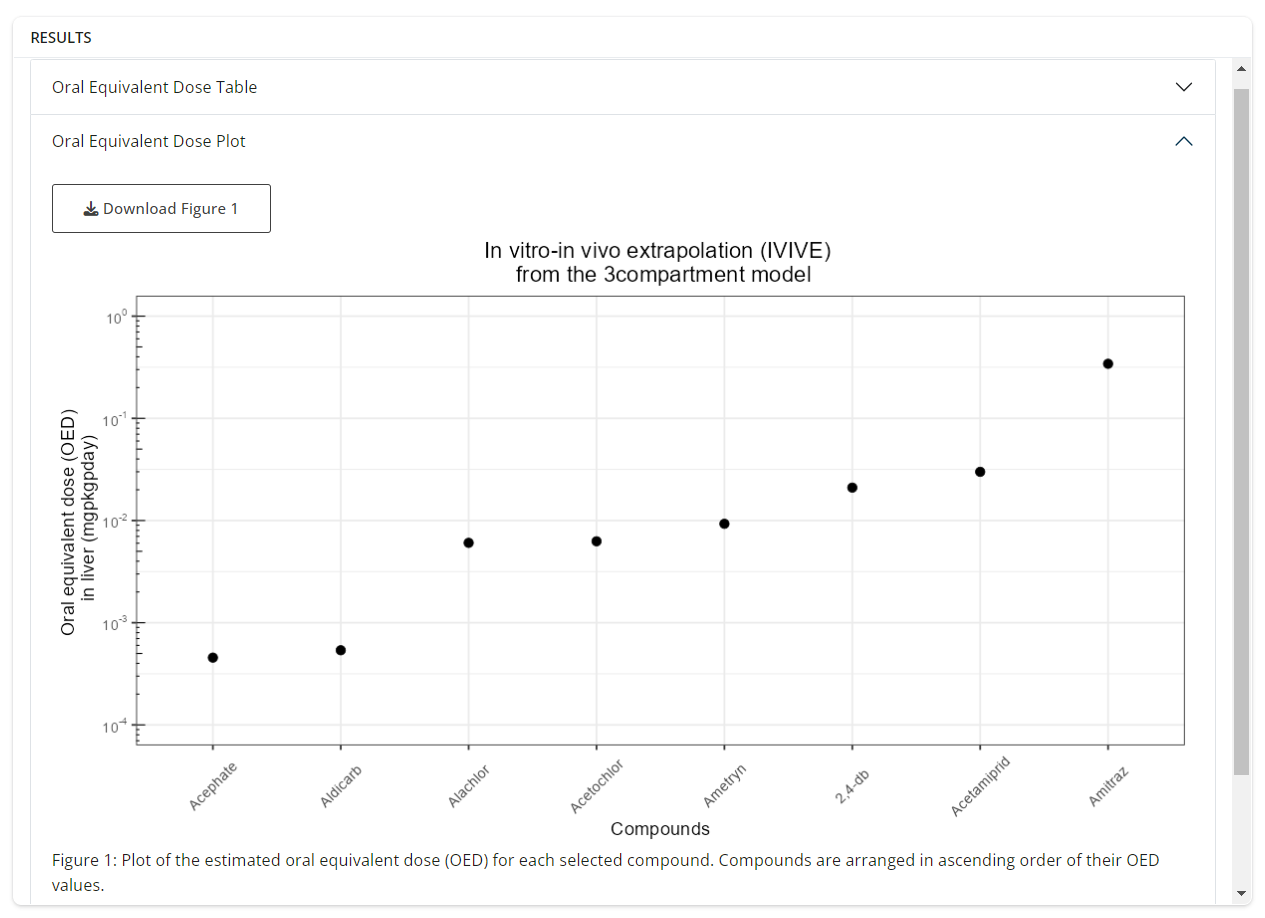 RESULTS
Oral Equivalent Dose Table
Oral Equivalent Dose Plot
Download Figure 1
In vitro-in vivo extrapolation (IVIVE)
from the 3compartment model
Oral equivalent dose (OED)
in liver (mgpkgpday)
10⁰
10⁻¹
10⁻²
10⁻³
10⁻⁴
Acephate
Aldicarb
Alachlor
Acetochlor
Ametryn
2,4-db
Acetamiprid
Amitraz
Compounds
Figure 1: Plot of the estimated oral equivalent dose (OED) for each selected compound. Compounds are arranged in ascending order of their OED
values.